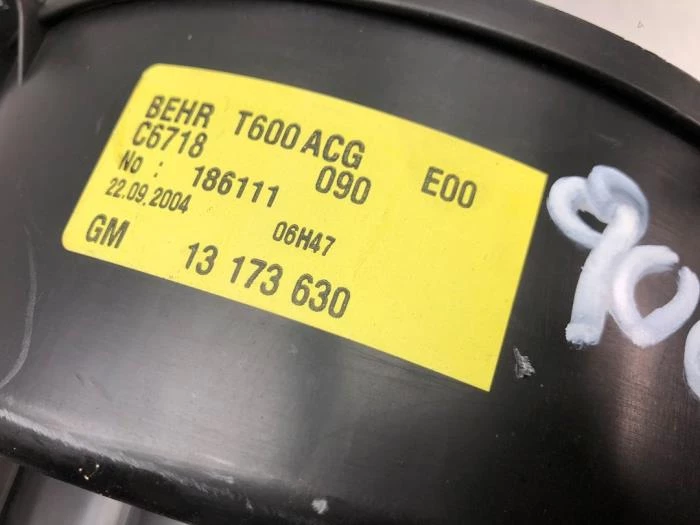 BEHR T600 ACG E00
C6718 090
No : 186111
22.09.2004 06H47
GM 13 173 630